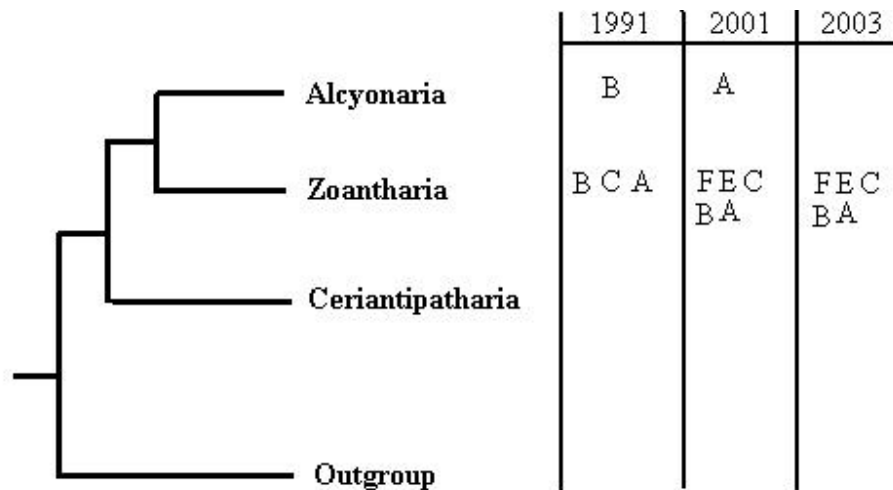 1991 2001 2003
Alcyonaria B A
Zoantharia B C A F E C F E C
B A B A
Ceriantipatharia
Outgroup